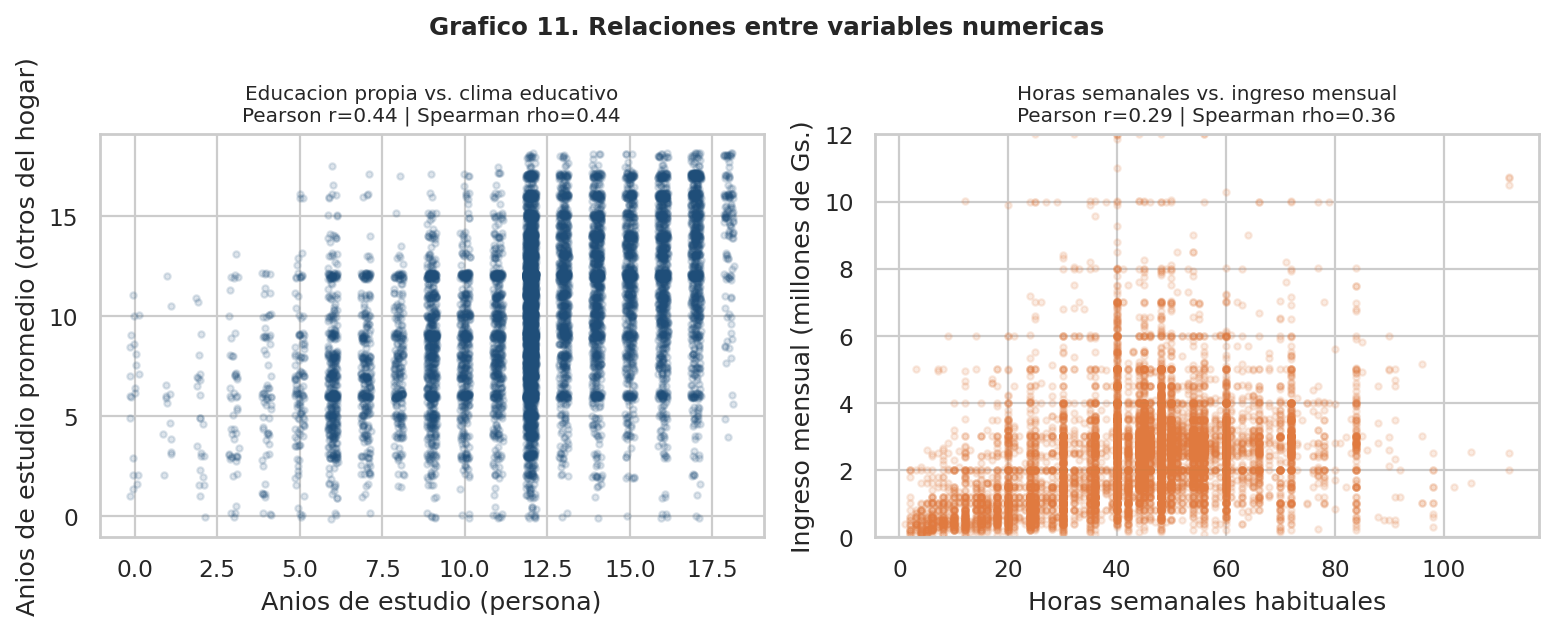 Grafico 11. Relaciones entre variables numericas
Educacion propia vs. clima educativo
Pearson r=0.44 | Spearman rho=0.44
Anios de estudio promedio (otros del hogar)
15
10
5
0
0.0 2.5 5.0 7.5 10.0 12.5 15.0 17.5
Anios de estudio (persona)
Horas semanales vs. ingreso mensual
Pearson r=0.29 | Spearman rho=0.36
Ingreso mensual (millones de Gs.)
12
10
8
6
4
2
0
0 20 40 60 80 100
Horas semanales habituales